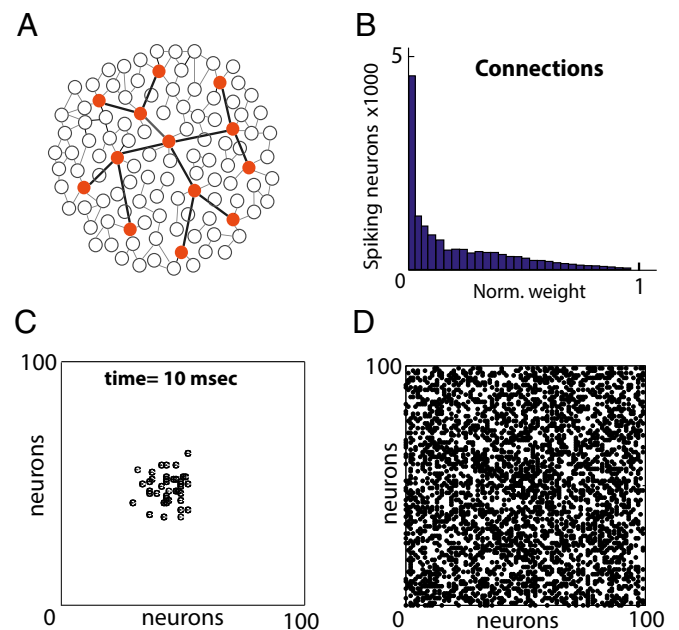 A
B
5
Connections
Spiking neurons x1000
0
Norm. weight
1
C
D
100
time= 10 msec
neurons
0
neurons
100
100
neurons
0
neurons
100